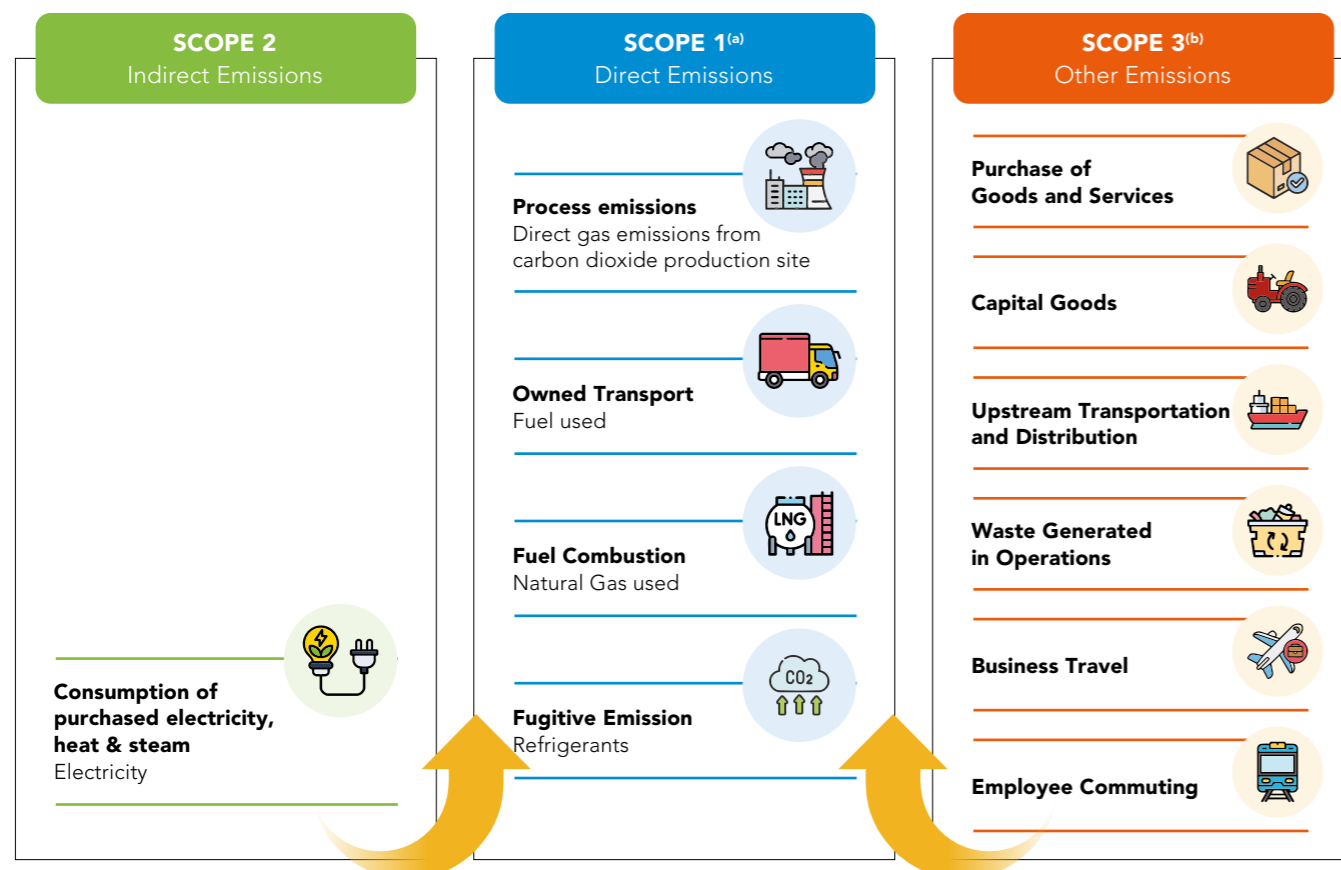 SCOPE 2
Indirect Emissions
Consumption of
purchased electricity,
heat & steam
Electricity
SCOPE 1(a)
Direct Emissions
Process emissions
Direct gas emissions from
carbon dioxide production site
Owned Transport
Fuel used
LNG
Fuel Combustion
Natural Gas used
CO2
Fugitive Emission
Refrigerants
SCOPE 3(b)
Other Emissions
Purchase of
Goods and Services
Capital Goods
Upstream Transportation
and Distribution
Waste Generated
in Operations
Business Travel
Employee Commuting